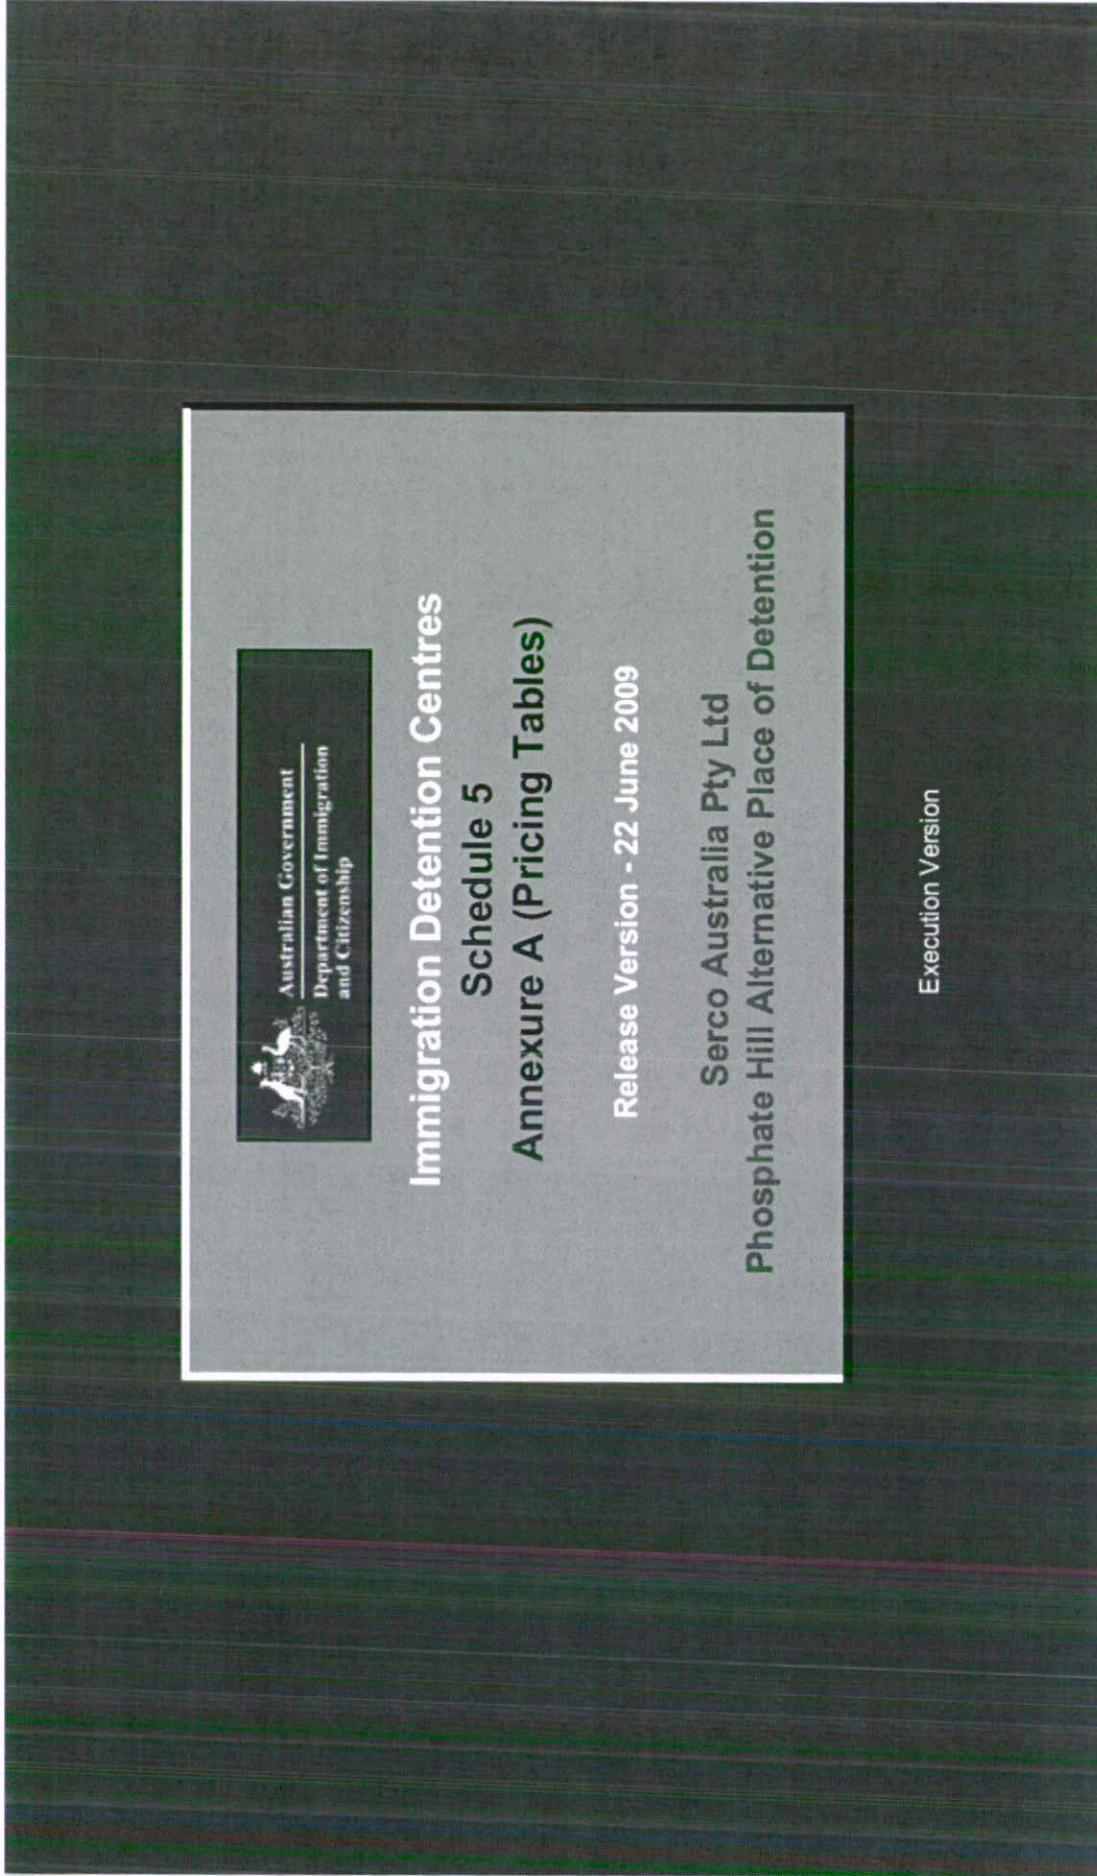 Australian Government
Department of Immigration
and Citizenship
Immigration Detention Centres
Schedule 5
Annexure A (Pricing Tables)
Release Version - 22 June 2009
Serco Australia Pty Ltd
Phosphate Hill Alternative Place of Detention
Execution Version